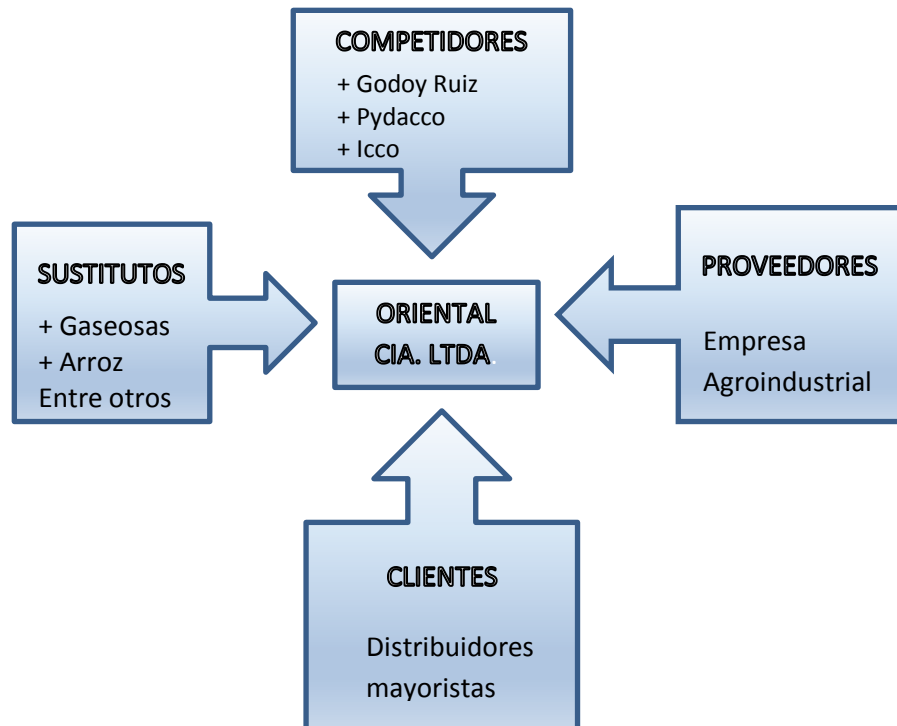 COMPETIDORES
+ Godoy Ruiz
+ Pydacco
+ Icco
SUSTITUTOS
+ Gaseosas
+ Arroz
Entre otros
ORIENTAL
CIA. LTDA.
PROVEEDORES
Empresa
Agroindustrial
CLIENTES
Distribuidores
mayoristas